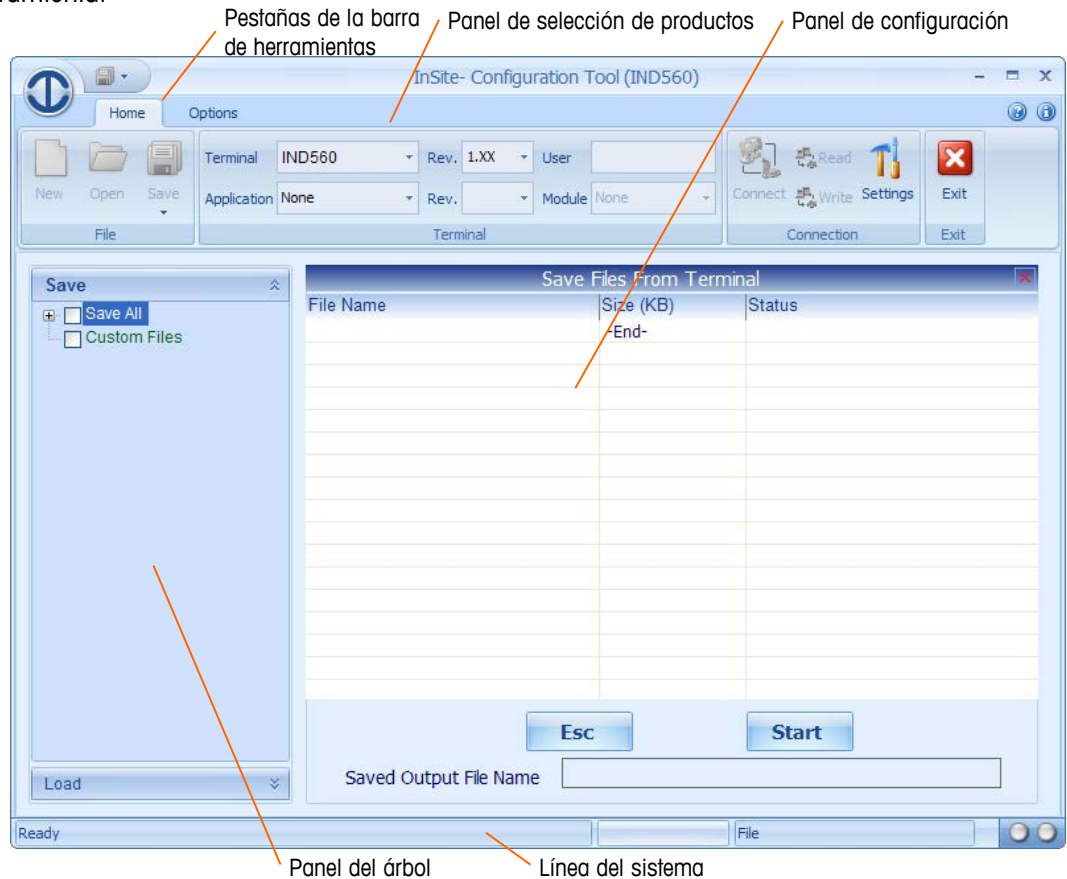 Pestañas de la barra
de herramientas
Panel de selección de productos
Panel de configuración
InSite- Configuration Tool (IND560)
Home Options
Terminal IND560 Rev. 1.XX User
New Open Save
Application None Rev. Module None
Connect Read Write Settings
Exit
File Terminal Connection Exit
Save
Save All
Custom Files
Save Files From Terminal
File Name Size (KB) Status
-End-
Esc Start
Saved Output File Name
Load
Ready File
Panel del árbol
Línea del sistema